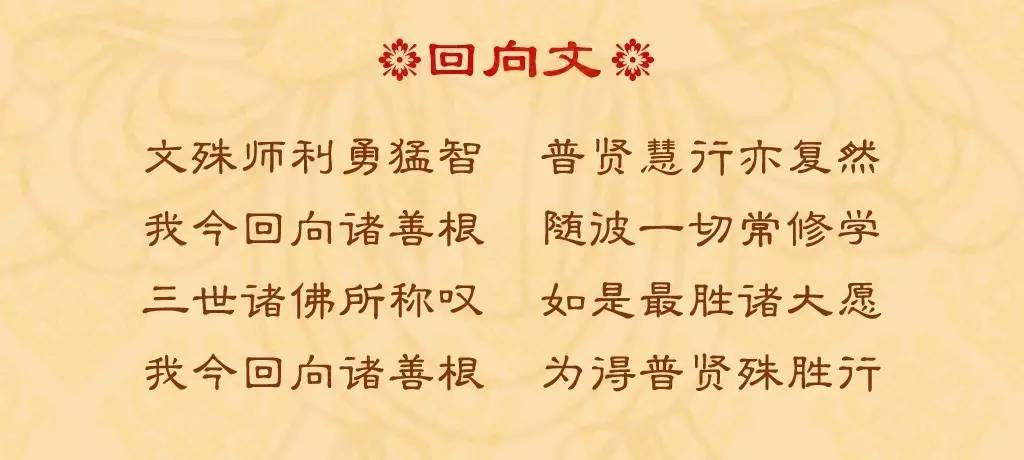 回向文
文殊师利勇猛智 普贤慧行亦复然
我今回向诸善根 随彼一切常修学
三世诸佛所称叹 如是最胜诸大愿
我今回向诸善根 为得普贤殊胜行